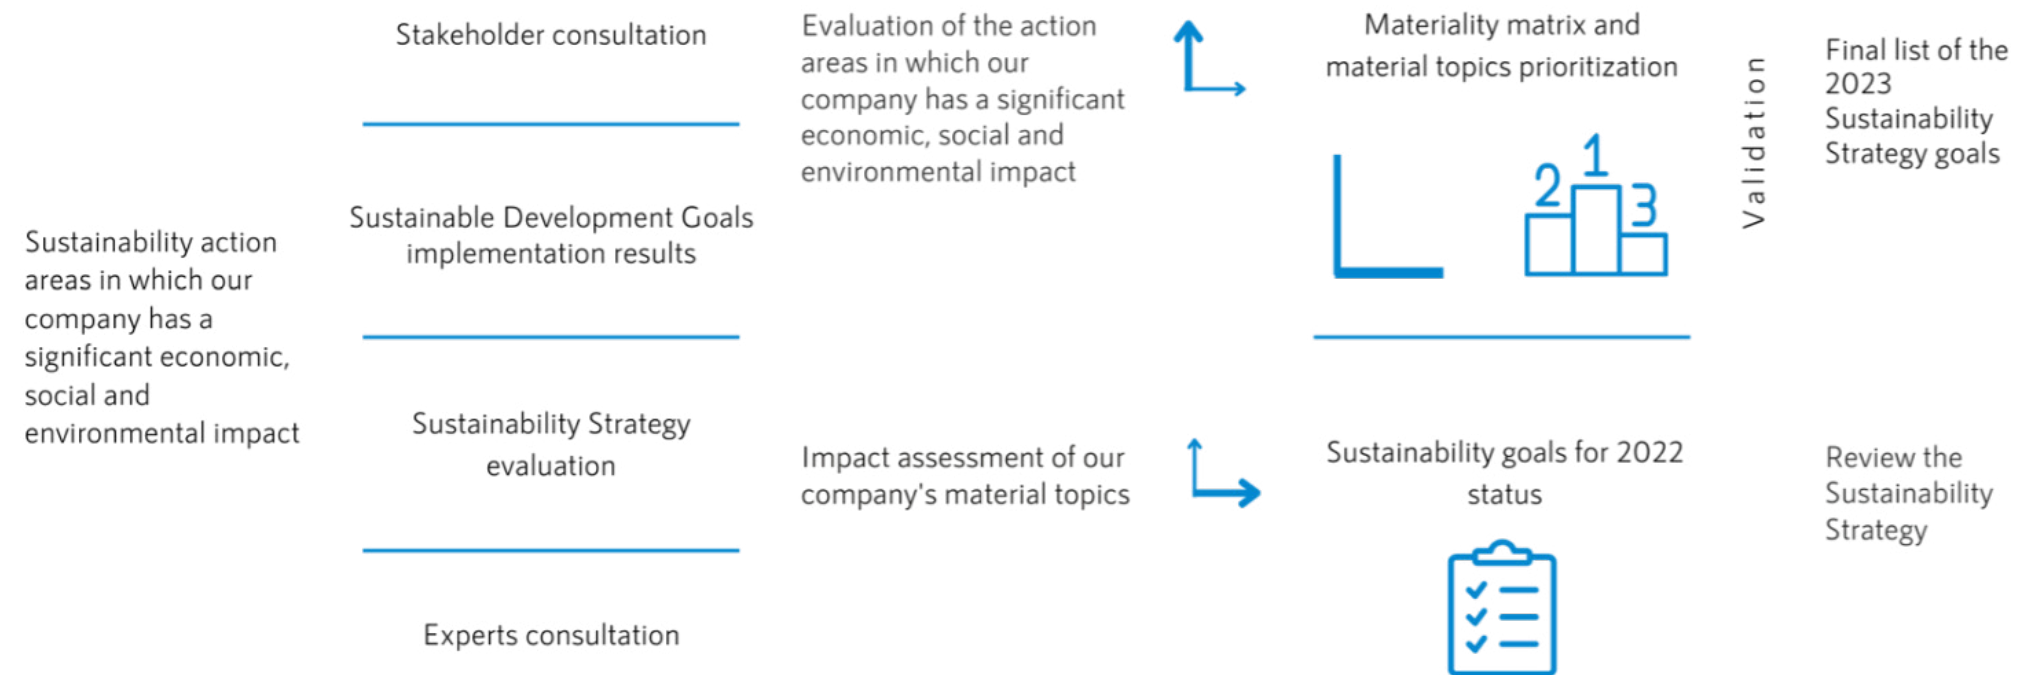 Sustainability action
areas in which our
company has a
significant economic,
social and
environmental impact
Stakeholder consultation
Sustainable Development Goals
implementation results
Sustainability Strategy
evaluation
Experts consultation
Evaluation of the action
areas in which our
company has a significant
economic, social and
environmental impact
Impact assessment of our
company's material topics
Materiality matrix and
material topics prioritization
2 1 3
Sustainability goals for 2022
status
Validation
Final list of the
2023
Sustainability
Strategy goals
Review the
Sustainability
Strategy